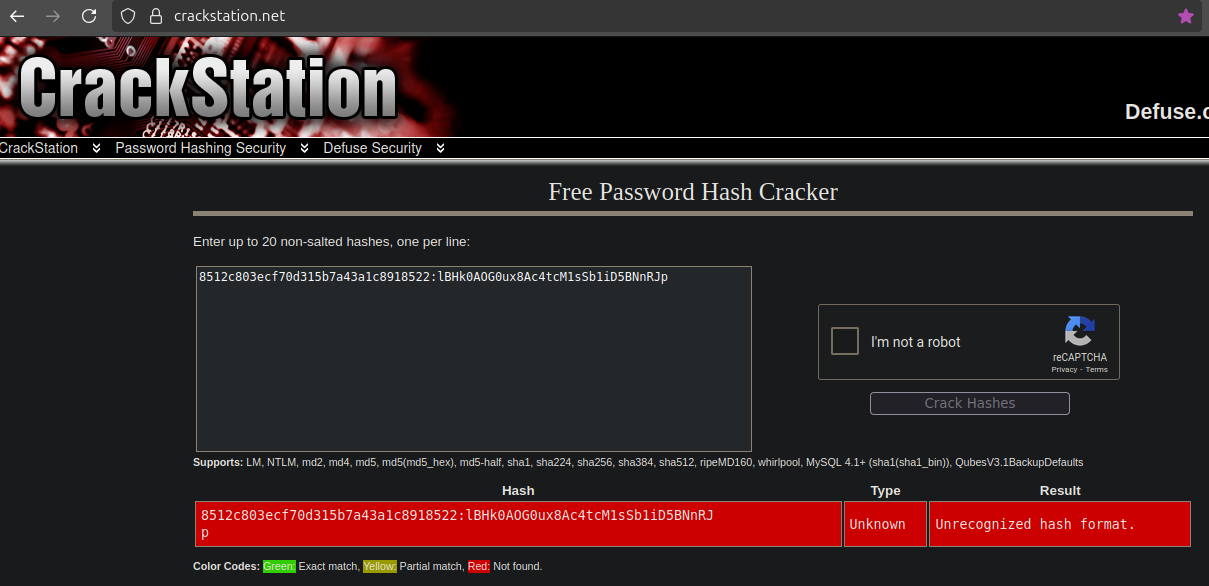 crackstation.net
CrackStation
Defuse.c
CrackStation Password Hashing Security Defuse Security
Free Password Hash Cracker
Enter up to 20 non-salted hashes, one per line:
8512c803ecf70d315b7a43a1c8918522:lBHk0AOG0ux8Ac4tcM1sSb1iD5BNnRJp
I'm not a robot
reCAPTCHA
Privacy - Terms
Crack Hashes
Supports: LM, NTLM, md2, md4, md5, md5(md5_hex), md5-half, sha1, sha224, sha256, sha384, sha512, ripeMD160, whirlpool, MySQL 4.1+ (sha1(sha1_bin)), QubesV3.1BackupDefaults
Hash Type Result
8512c803ecf70d315b7a43a1c8918522:lBHk0AOG0ux8Ac4tcM1sSb1iD5BNnRJ
p
Unknown
Unrecognized hash format.
Color Codes: Green: Exact match, Yellow: Partial match, Red: Not found.